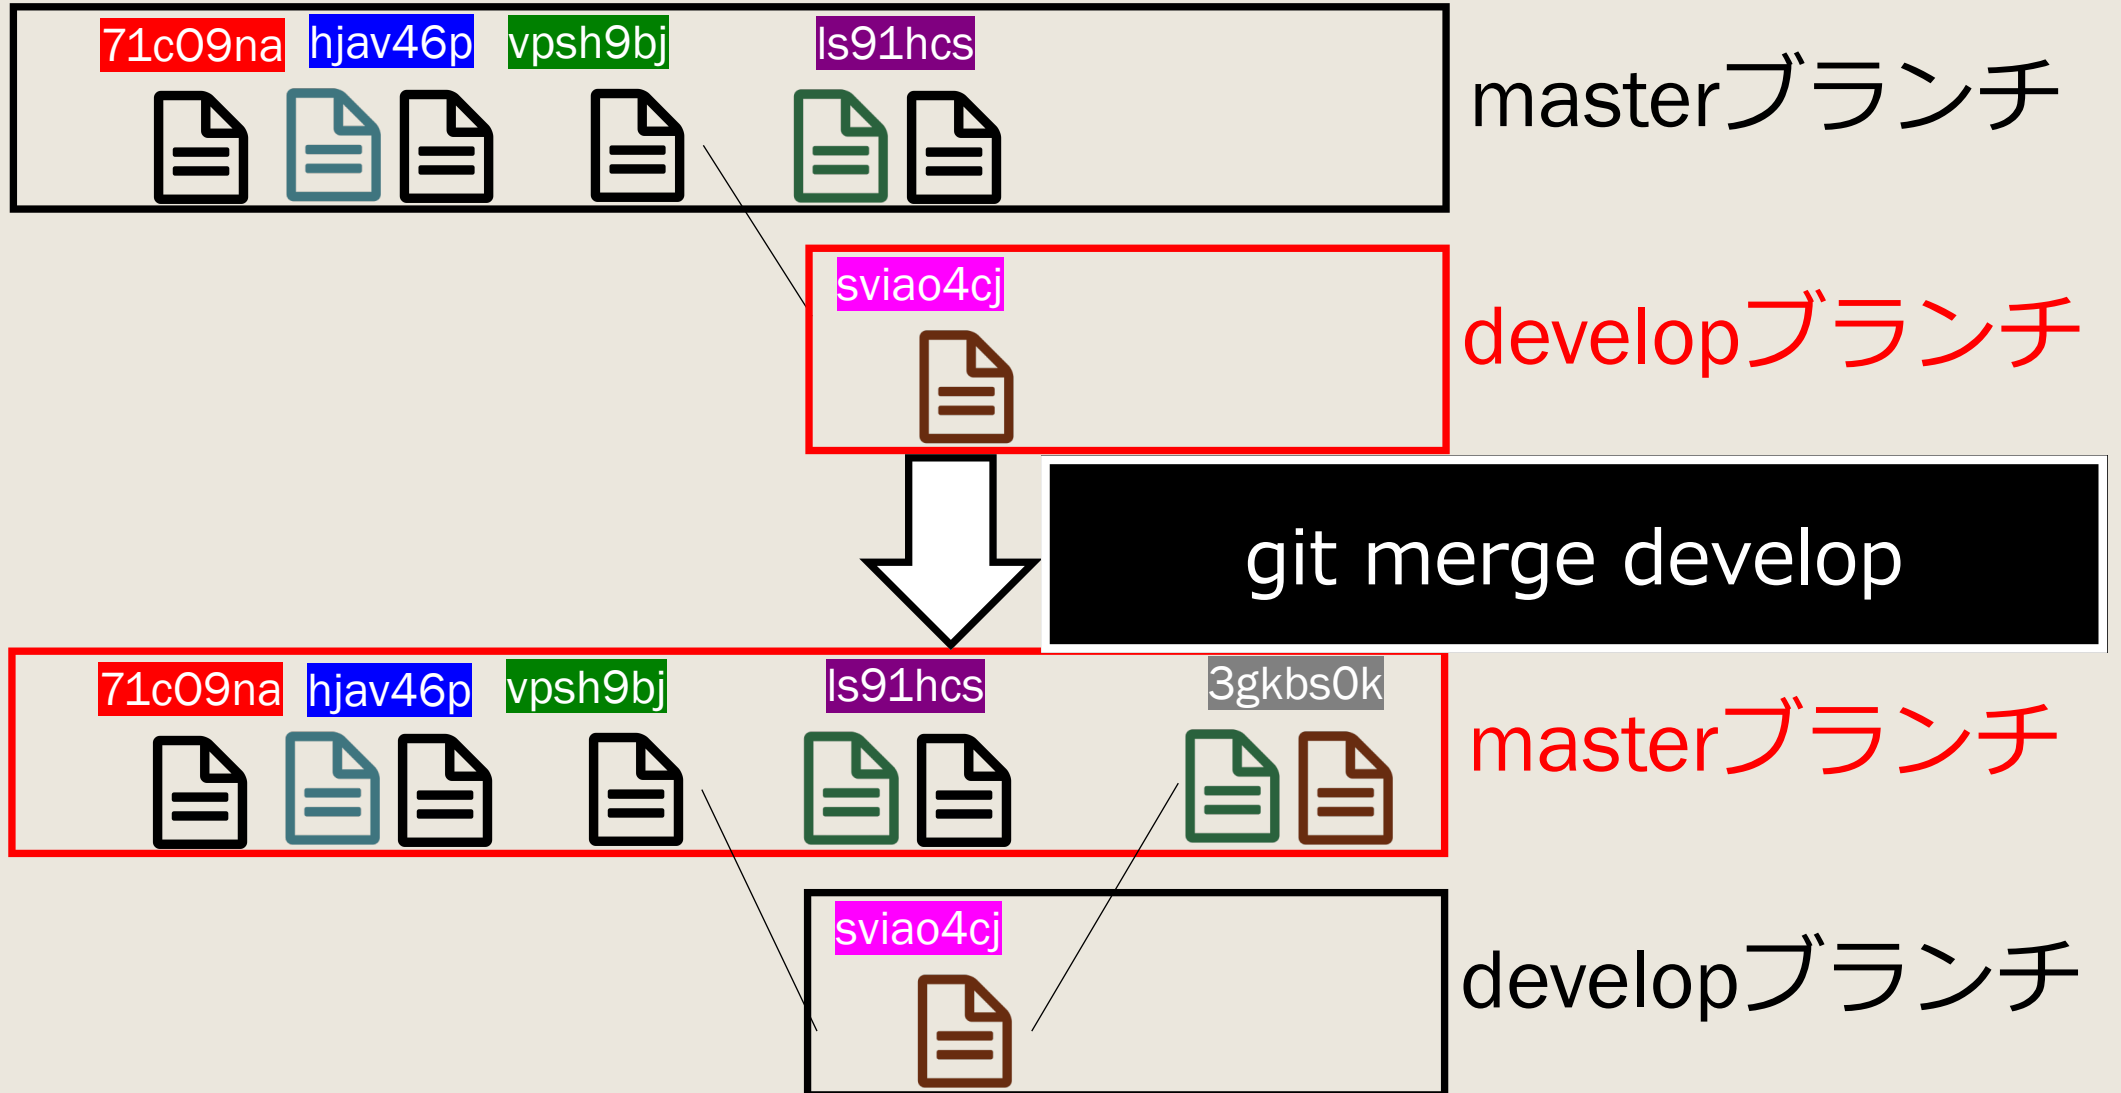 71c09na hjav46p vpsh9bj ls91hcs
masterブランチ
sviao4cj
developブランチ
git merge develop
71c09na hjav46p vpsh9bj ls91hcs 3gkbs0k
masterブランチ
sviao4cj
developブランチ